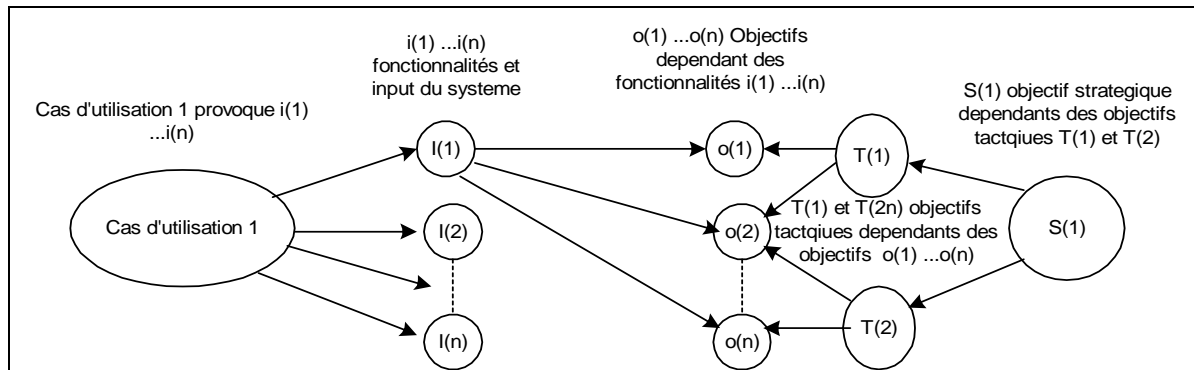 i(1) ...i(n)
fonctionnalités et
input du systeme
o(1) ...o(n) Objectifs
dependant des
fonctionnalités i(1) ...i(n)
Cas d'utilisation 1 provoque i(1)
...i(n)
S(1) objectif strategique
dependants des objectifs
tactqiues T(1) et T(2)
I(1)
o(1)
T(1)
Cas d'utilisation 1
I(2)
o(2)
T(1) et T(2n) objectifs
tactqiues dependants des
objectifs o(1) ...o(n)
S(1)
I(n)
o(n)
T(2)